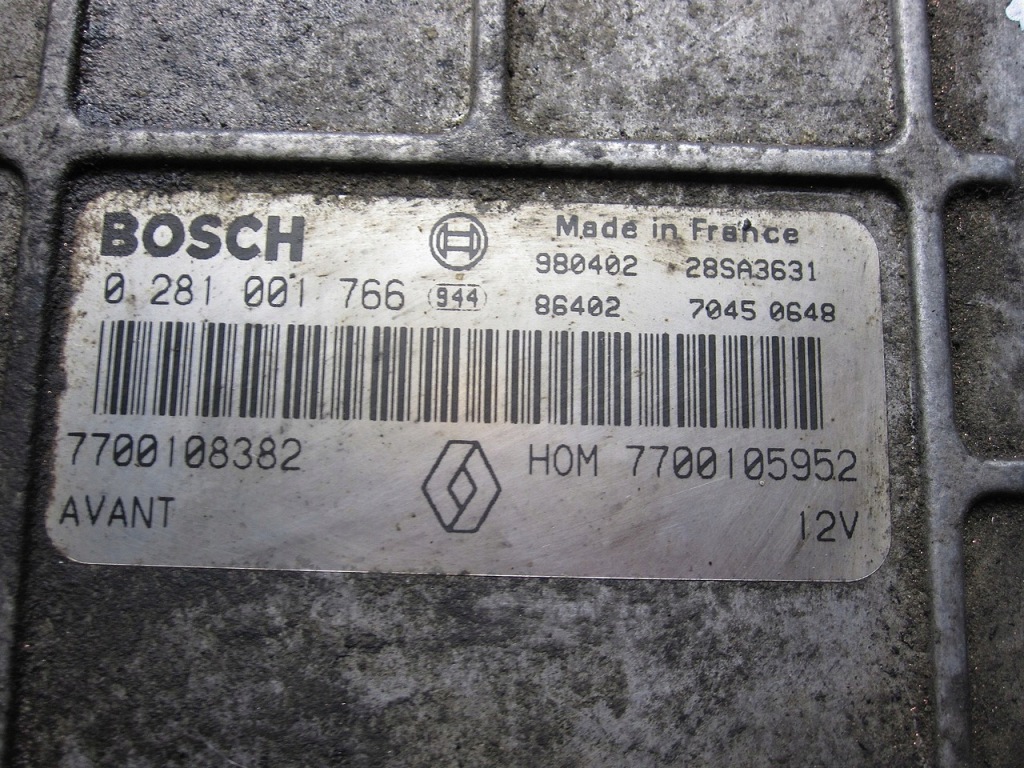 BOSCH
Made in France
0 281 001 766 944
980402 28SA3631
86402 7045 0648
7700108382
HOM 7700105952
AVANT
12V